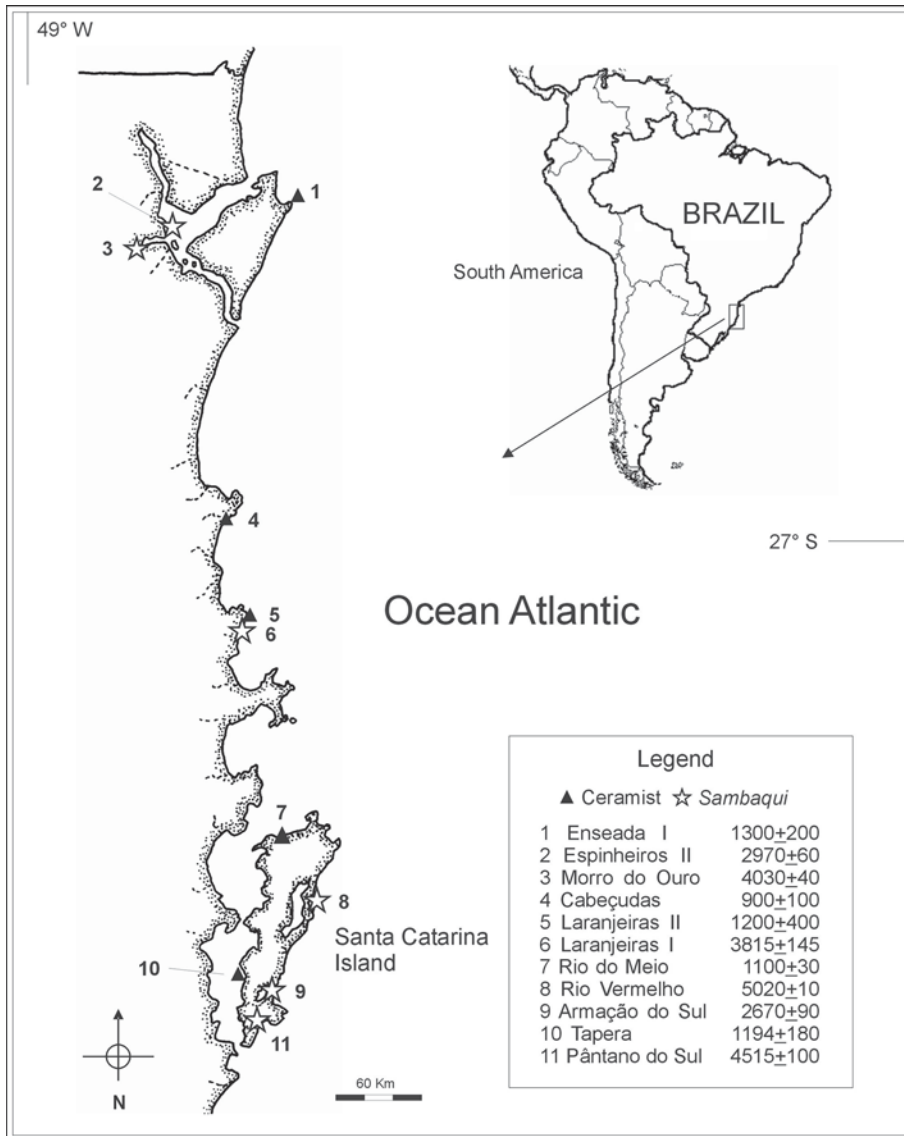 49° W
2
1
3
BRAZIL
South America
4
27° S
5
6
Ocean Atlantic
7
8
Santa Catarina
Island
10
9
11
N
60 Km
Legend
▲ Ceramist ☆ Sambaqui
1 Enseada I 1300±200
2 Espinheiros II 2970±60
3 Morro do Ouro 4030±40
4 Cabeçudas 900±100
5 Laranjeiras II 1200±400
6 Laranjeiras I 3815±145
7 Rio do Meio 1100±30
8 Rio Vermelho 5020±10
9 Armação do Sul 2670±90
10 Tapera 1194±180
11 Pântano do Sul 4515±100